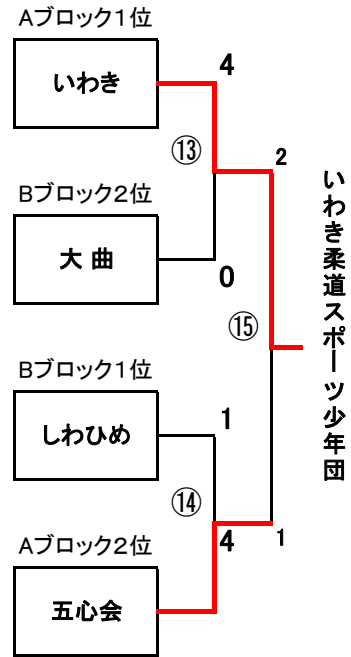 Aブロック1位
いわき
4
⑬
2
Bブロック2位
大 曲
0
⑮
いわき柔道スポーツ少年団
Bブロック1位
しわひめ
1
⑭
4
1
Aブロック2位
五心会